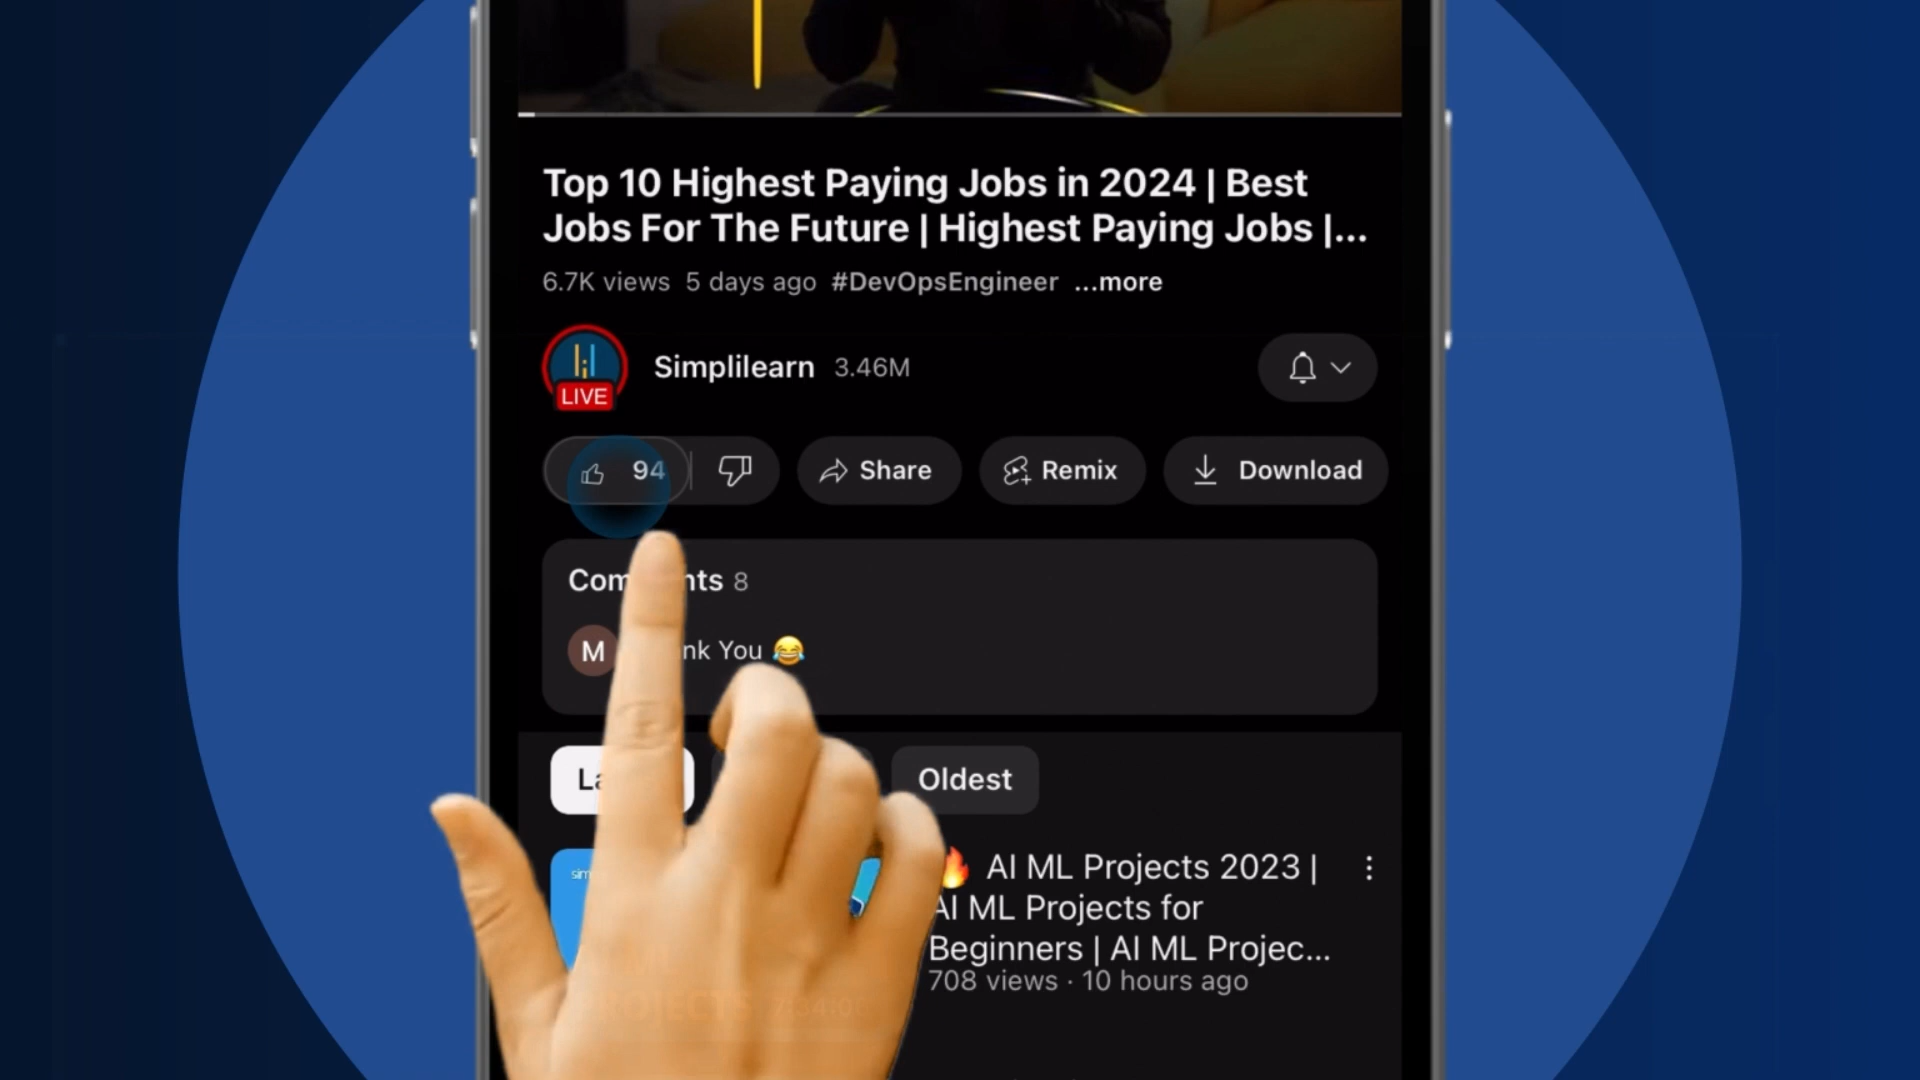 Top 10 Highest Paying Jobs in 2024 | Best
Jobs For The Future | Highest Paying Jobs |...
6.7K views 5 days ago #DevOpsEngineer ...more
LIVE
Simplilearn 3.46M
94
Share
Remix
Download
8
M
You 😂
Oldest
🔥 AI ML Projects 2023 |
AI ML Projects for
Beginners | AI ML Projec...
708 views · 10 hours ago